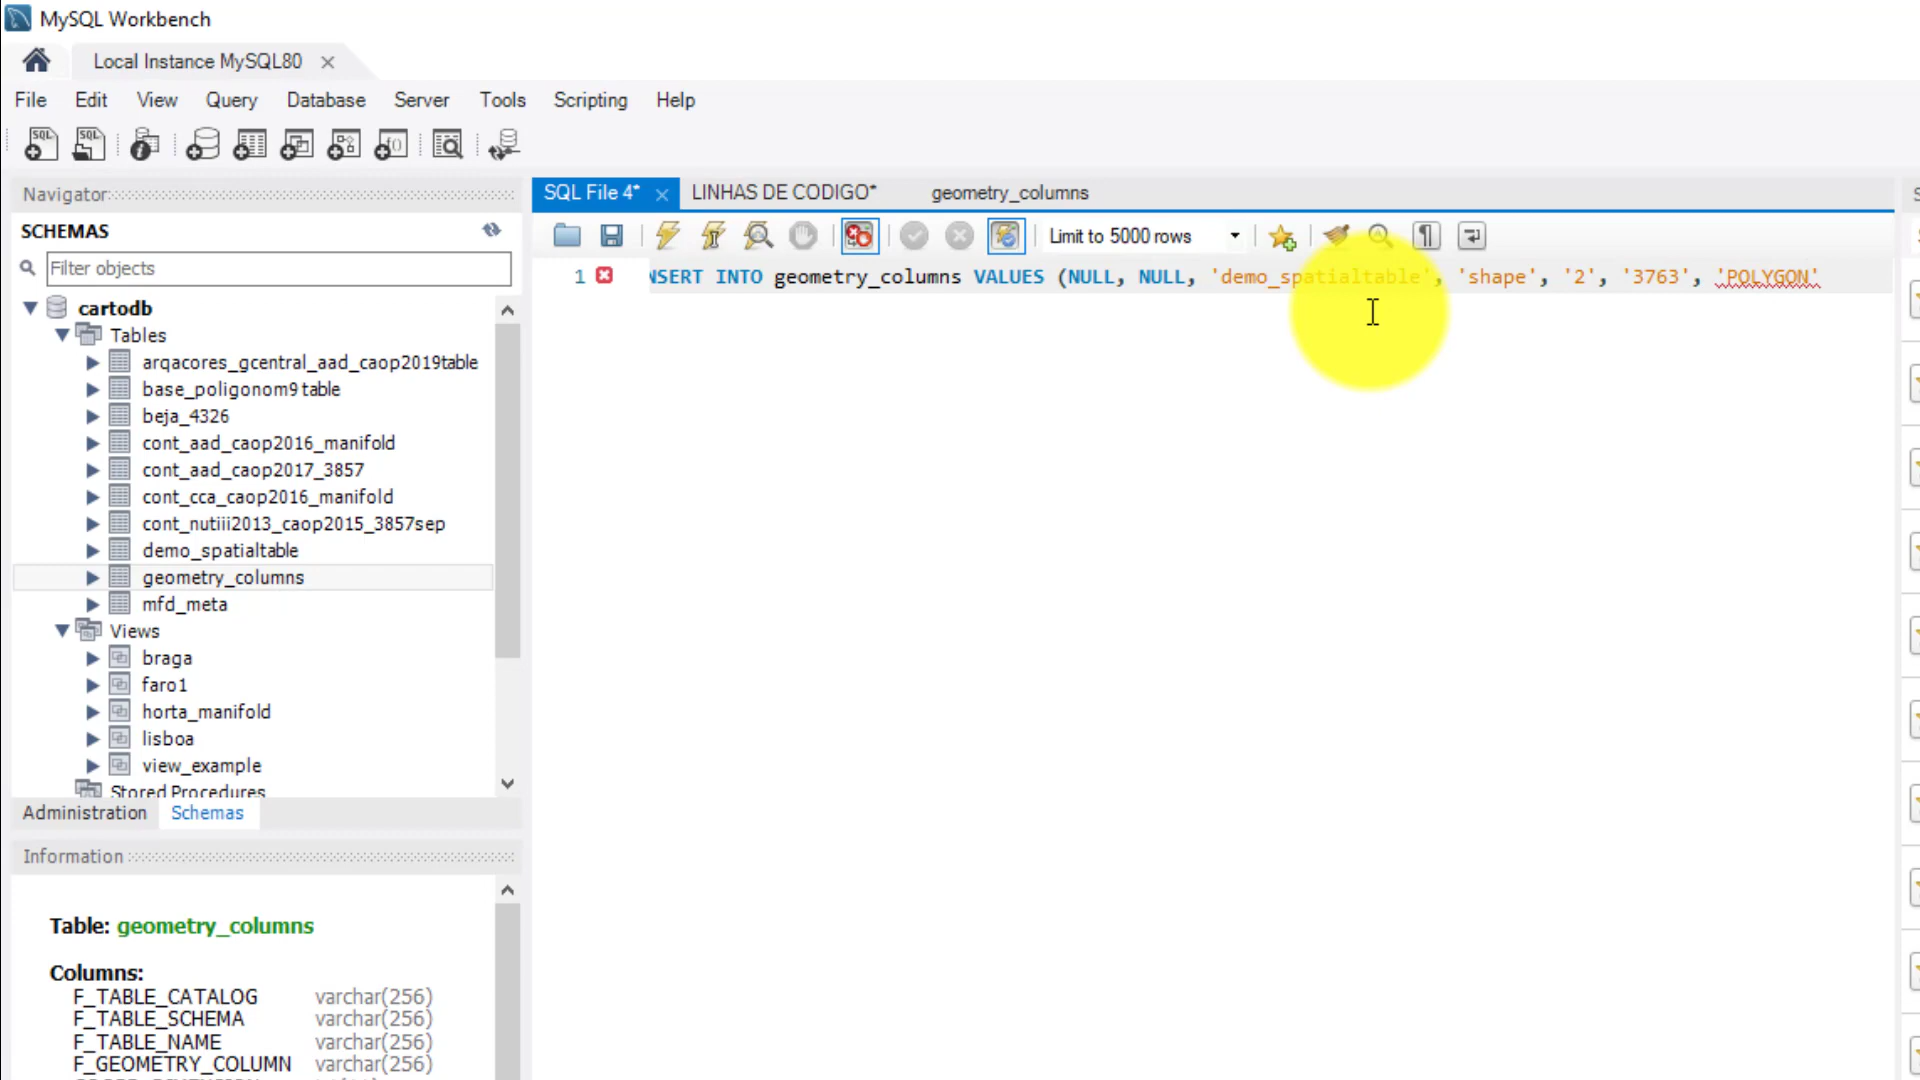 MySQL Workbench
Local Instance MySQL80
File Edit View Query Database Server Tools Scripting Help
Navigator
SCHEMAS
Filter objects
cartodb
Tables
arqacores_gcentral_aad_caop2019table
base_poligonom9 table
beja_4326
cont_aad_caop2016_manifold
cont_aad_caop2017_3857
cont_cca_caop2016_manifold
cont_nutiii2013_caop2015_3857sep
demo_spatialtable
geometry_columns
mfd_meta
Views
braga
faro1
horta_manifold
lisboa
view_example
Stored Procedures
Administration Schemas
Information
Table: geometry_columns
Columns:
F_TABLE_CATALOG varchar(256)
F_TABLE_SCHEMA varchar(256)
F_TABLE_NAME varchar(256)
F_GEOMETRY_COLUMN varchar(256)
SQL File 4* LINHAS DE CODIGO* geometry_columns
Limit to 5000 rows
1 NSERT INTO geometry_columns VALUES (NULL, NULL, 'demo_spatialtable', 'shape', '2', '3763', 'POLYGON'